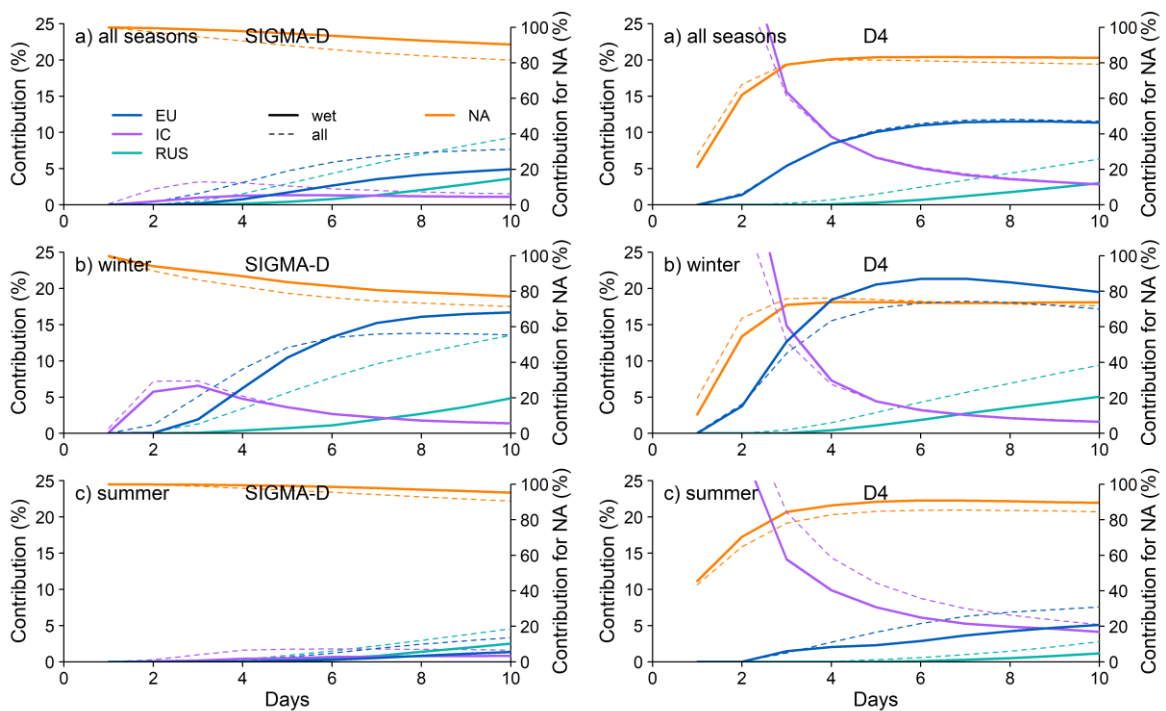 a) all seasons SIGMA-D
Contribution (%)
25
20
15
10
5
0
0 2 4 6 8 10
100
80
60
40
20
0
Contribution for NA (%)
EU wet NA
IC all
RUS
a) all seasons D4
Contribution (%)
25
20
15
10
5
0
0 2 4 6 8 10
100
80
60
40
20
0
Contribution for NA (%)
b) winter SIGMA-D
Contribution (%)
25
20
15
10
5
0
0 2 4 6 8 10
100
80
60
40
20
0
Contribution for NA (%)
b) winter D4
Contribution (%)
25
20
15
10
5
0
0 2 4 6 8 10
100
80
60
40
20
0
Contribution for NA (%)
c) summer SIGMA-D
Contribution (%)
25
20
15
10
5
0
0 2 4 6 8 10
Days
100
80
60
40
20
0
Contribution for NA (%)
c) summer D4
Contribution (%)
25
20
15
10
5
0
0 2 4 6 8 10
Days
100
80
60
40
20
0
Contribution for NA (%)